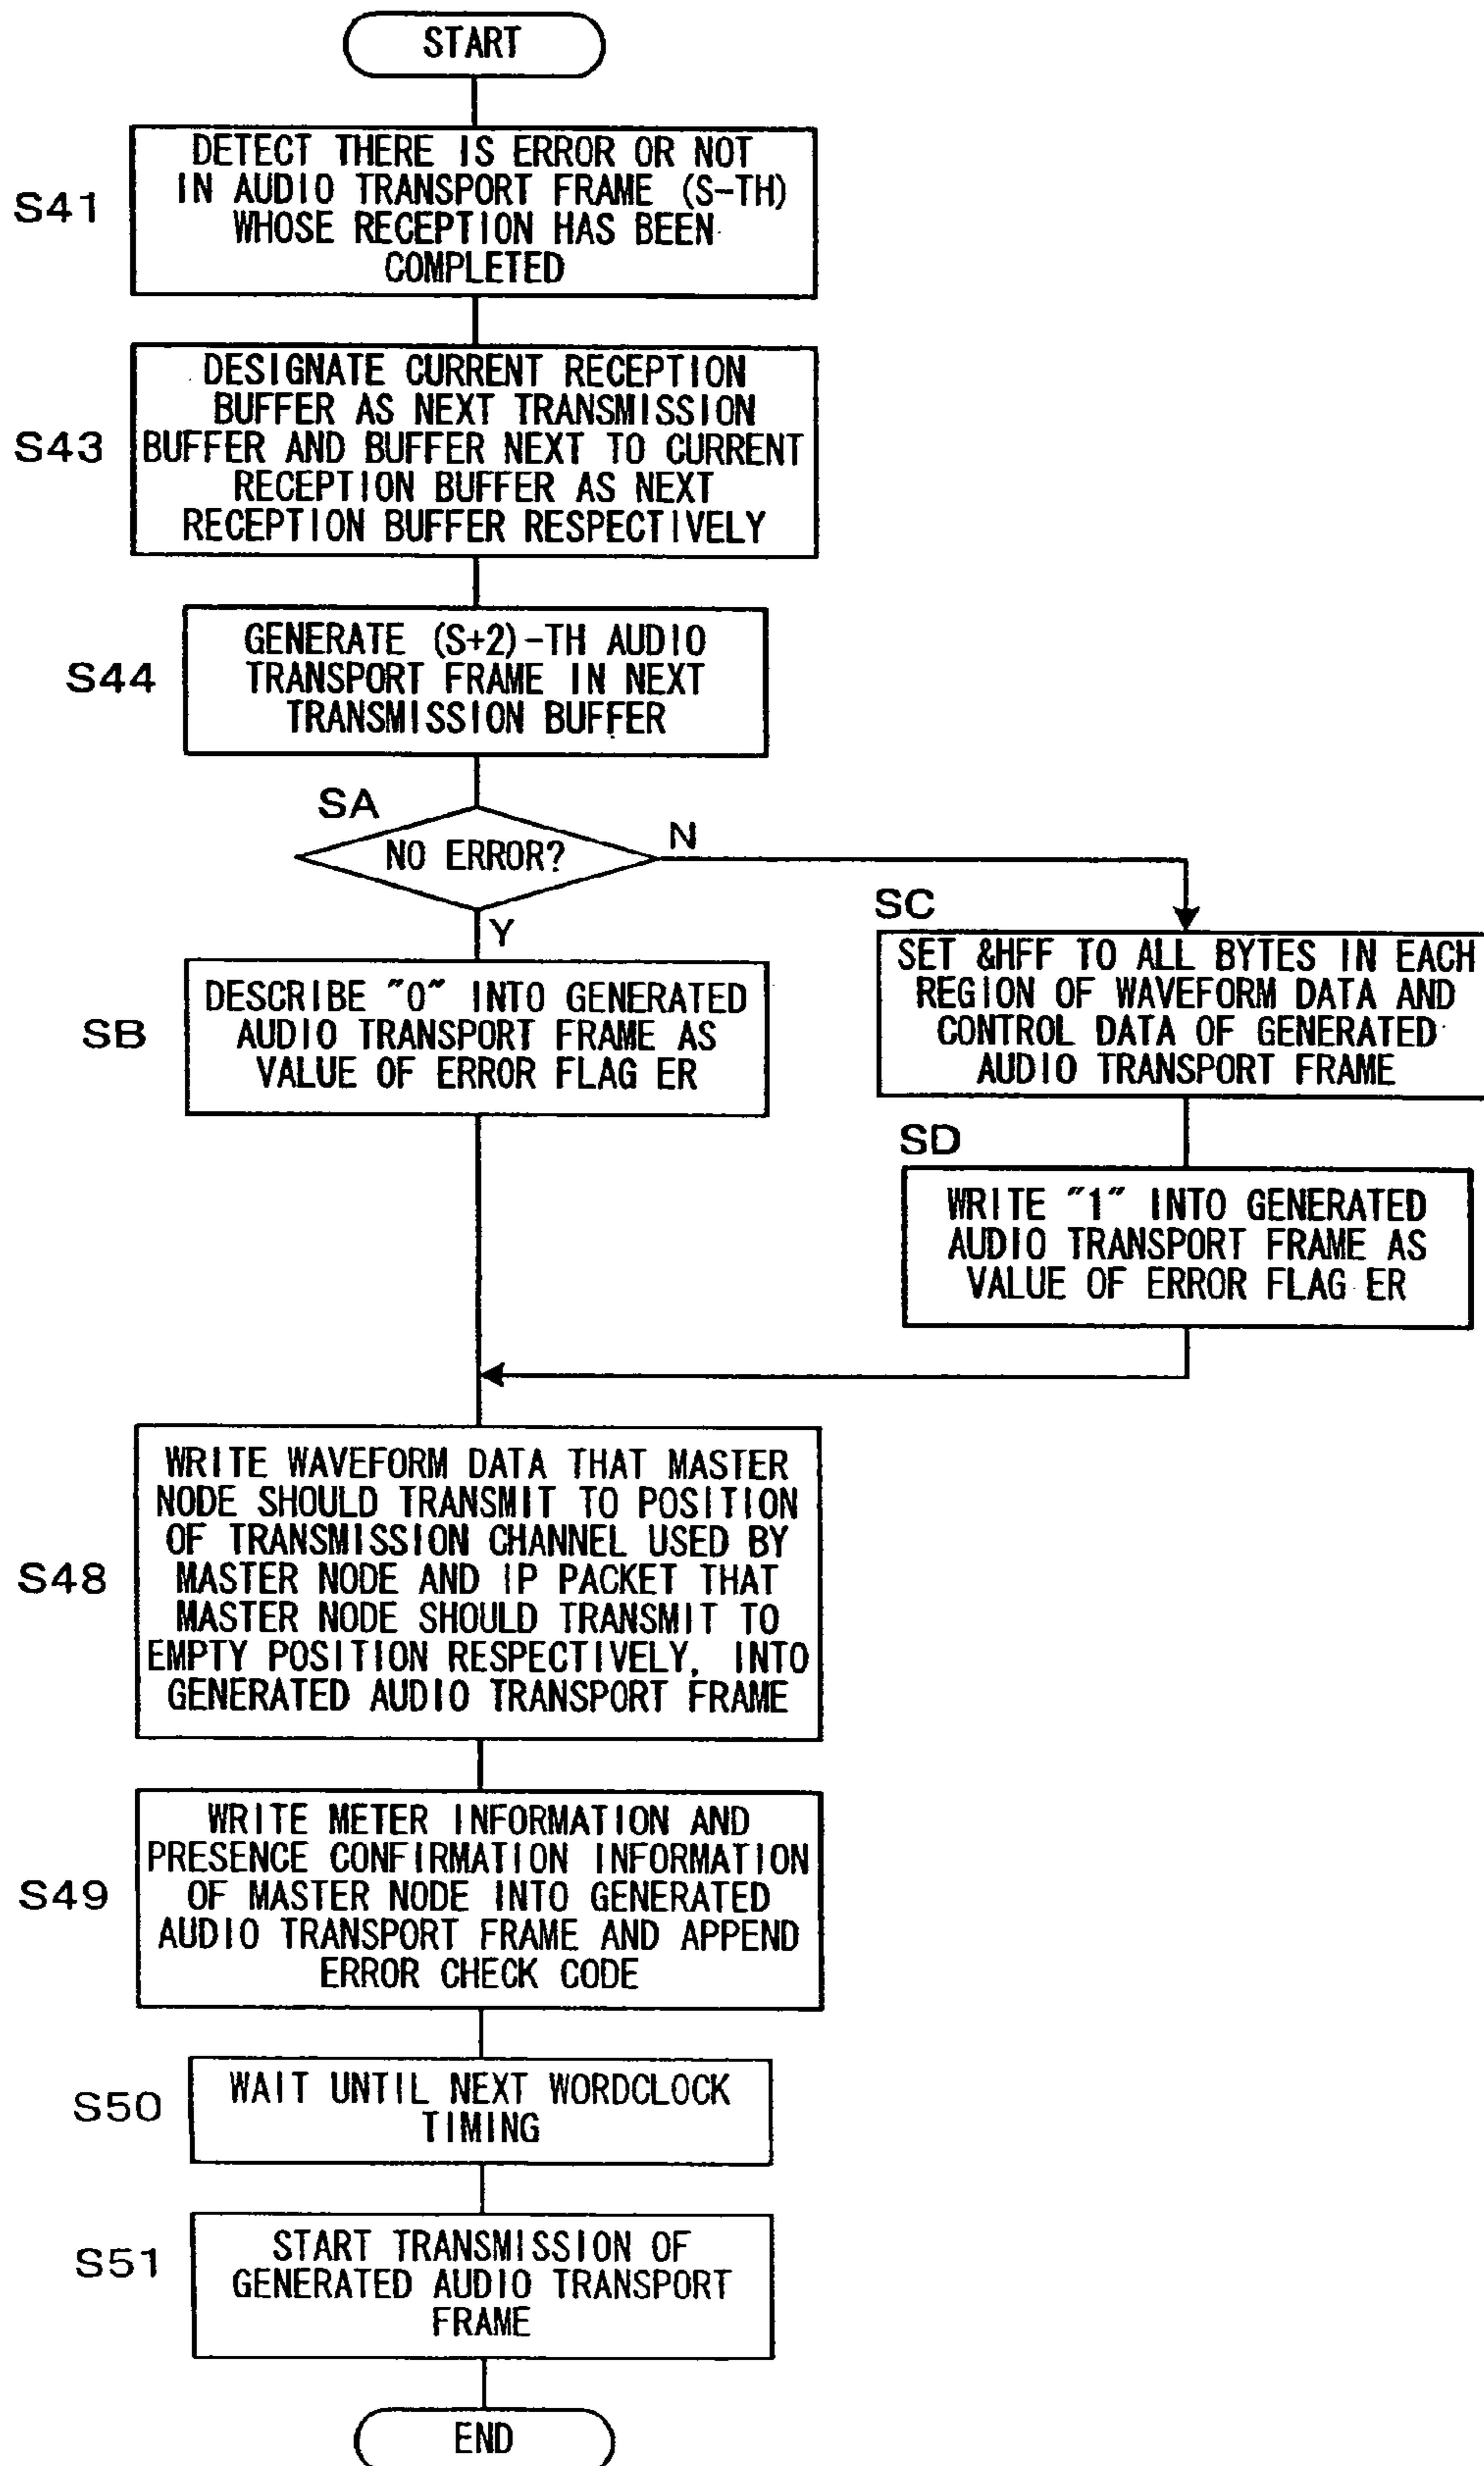 START
S41
DETECT THERE IS ERROR OR NOT
IN AUDIO TRANSPORT FRAME (S-TH)
WHOSE RECEPTION HAS BEEN
COMPLETED
S43
DESIGNATE CURRENT RECEPTION
BUFFER AS NEXT TRANSMISSION
BUFFER AND BUFFER NEXT TO CURRENT
RECEPTION BUFFER AS NEXT
RECEPTION BUFFER RESPECTIVELY
S44
GENERATE (S+2)-TH AUDIO
TRANSPORT FRAME IN NEXT
TRANSMISSION BUFFER
SA
NO ERROR?
N
Y
SB
DESCRIBE "0" INTO GENERATED
AUDIO TRANSPORT FRAME AS
VALUE OF ERROR FLAG ER
SC
SET &HFF TO ALL BYTES IN EACH
REGION OF WAVEFORM DATA AND
CONTROL DATA OF GENERATED
AUDIO TRANSPORT FRAME
SD
WRITE "1" INTO GENERATED
AUDIO TRANSPORT FRAME AS
VALUE OF ERROR FLAG ER
S48
WRITE WAVEFORM DATA THAT MASTER
NODE SHOULD TRANSMIT TO POSITION
OF TRANSMISSION CHANNEL USED BY
MASTER NODE AND IP PACKET THAT
MASTER NODE SHOULD TRANSMIT TO
EMPTY POSITION RESPECTIVELY, INTO
GENERATED AUDIO TRANSPORT FRAME
S49
WRITE METER INFORMATION AND
PRESENCE CONFIRMATION INFORMATION
OF MASTER NODE INTO GENERATED
AUDIO TRANSPORT FRAME AND APPEND
ERROR CHECK CODE
S50
WAIT UNTIL NEXT WORDCLOCK
TIMING
S51
START TRANSMISSION OF
GENERATED AUDIO TRANSPORT
FRAME
END